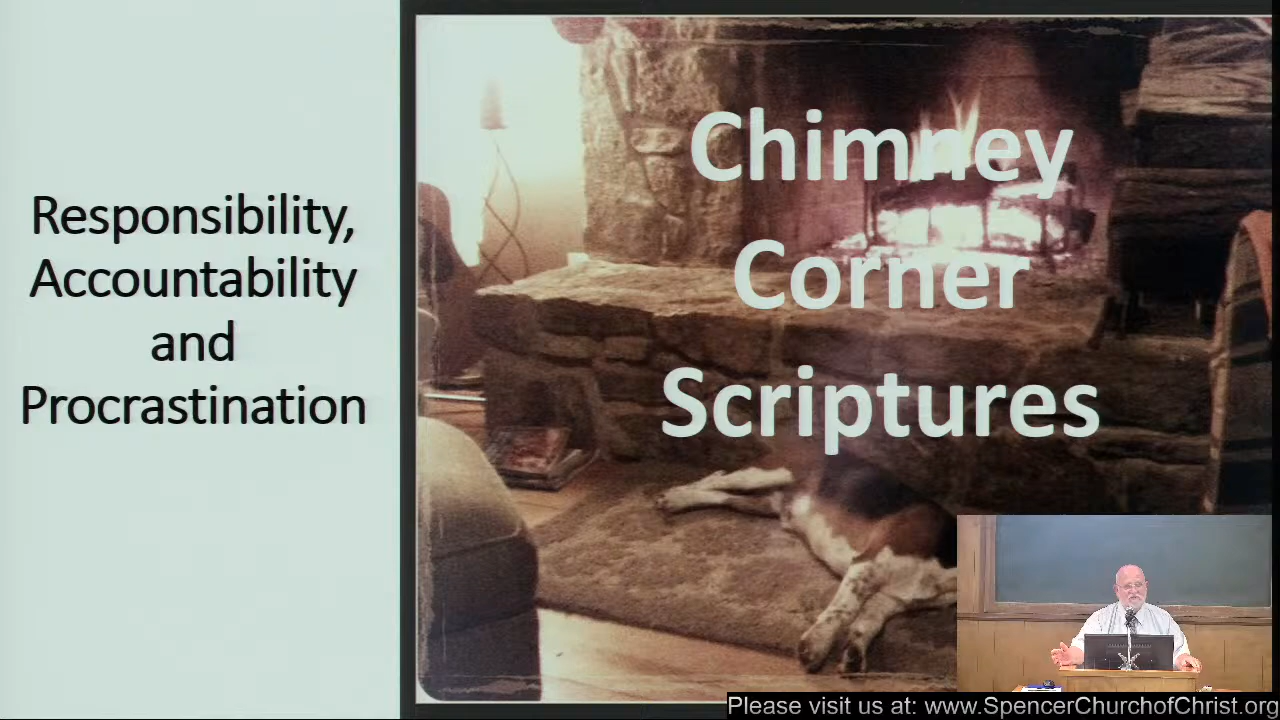 Responsibility,
Accountability
and
Procrastination
Chimney
Corner
Scriptures
Please visit us at: www.SpencerChurchofChrist.org